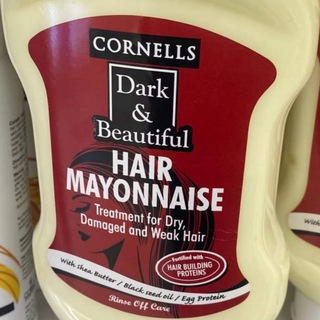 CORNELLS
Dark
&
Beautiful
HAIR
MAYONNAISE
Treatment for Dry,
Damaged and Weak Hair
Fortified with
HAIR BUILDING
PROTEINS
With Shea Butter / Black seed oil / Egg Protein
Rinse Off Care